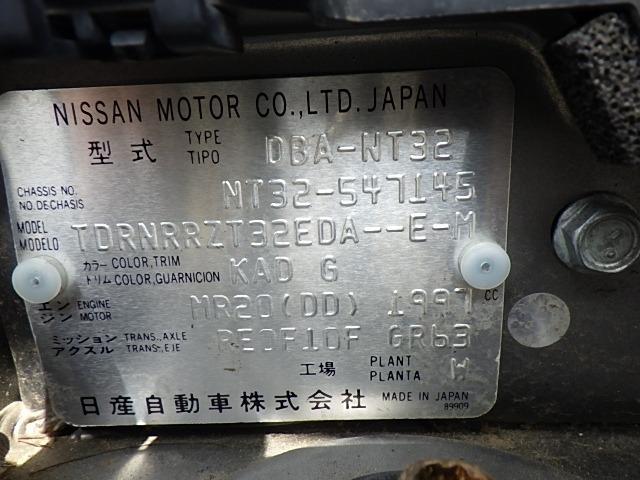 NISSAN MOTOR CO.,LTD. JAPAN
型式 TYPE TIPO DBA-NT32
CHASSIS NO. NO. DE CHASIS NT32-547145
MODEL MODELO TDRNRRZT32EDA--E-M
カラー COLOR, TRIM トリム COLOR, GUARNICION KAD G
エンジン ENGINE MOTOR MR20(DD) 1997 CC
ミッション TRANS., AXLE アクスル TRANS., EJE RE0F10F GR63
工場 PLANT PLANTA W
日産自動車株式会社 MADE IN JAPAN
89909